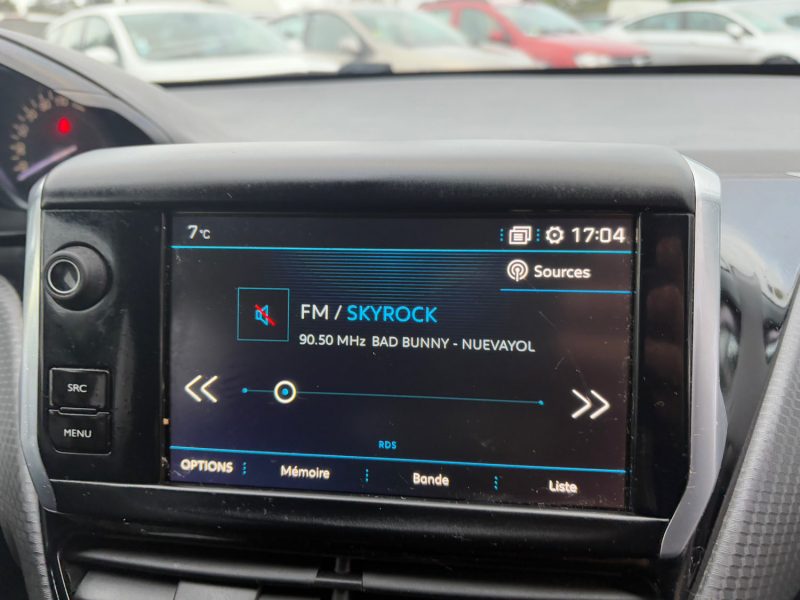 7°C 17:04
Sources
FM / SKYROCK
90.50 MHz BAD BUNNY - NUEVAYOL
SRC
MENU
RDS
OPTIONS Mémoire Bande Liste